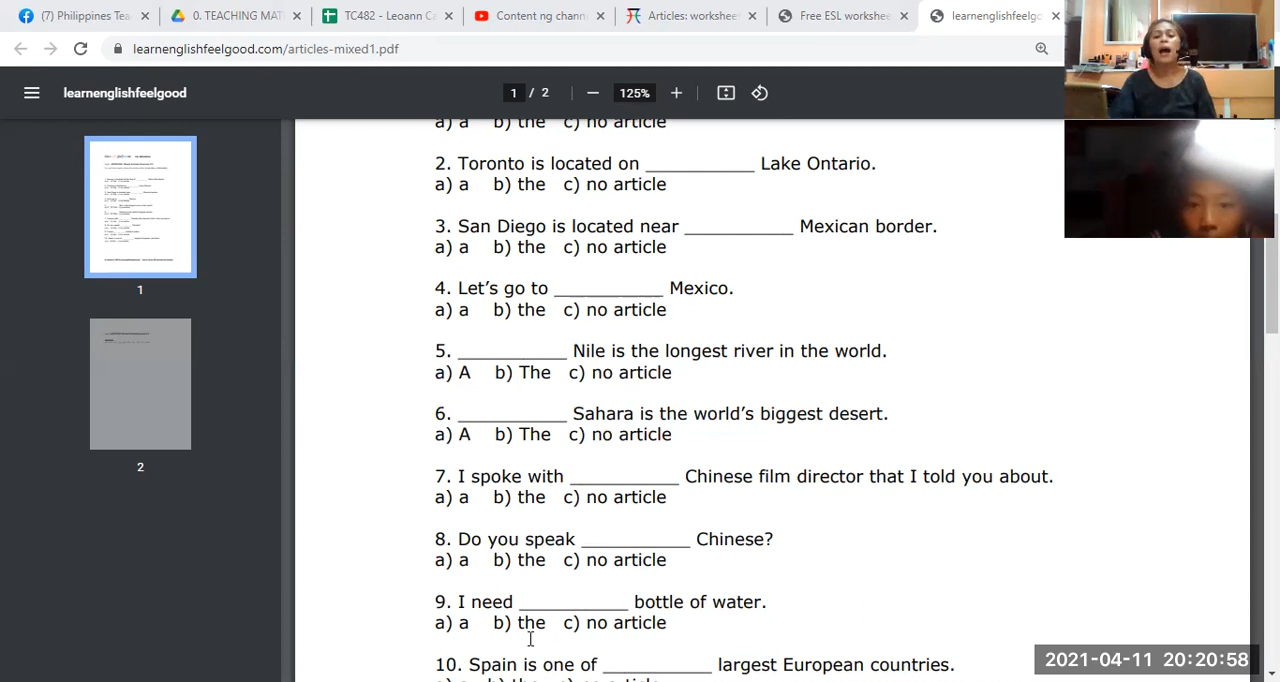 (7) Philippines Tea
0. TEACHING MAT
TC482 - Leoann C
Content ng chann
Articles: workshee
Free ESL workshee
learnenglishfeelgo
learnenglishfeelgood.com/articles-mixed1.pdf
learnenglishfeelgood
1 / 2
125%
a) a b) the c) no article
2. Toronto is located on ___________ Lake Ontario.
a) a b) the c) no article
3. San Diego is located near ___________ Mexican border.
a) a b) the c) no article
4. Let's go to ___________ Mexico.
a) a b) the c) no article
5. ___________ Nile is the longest river in the world.
a) A b) The c) no article
6. ___________ Sahara is the world's biggest desert.
a) A b) The c) no article
7. I spoke with ___________ Chinese film director that I told you about.
a) a b) the c) no article
8. Do you speak ___________ Chinese?
a) a b) the c) no article
9. I need ___________ bottle of water.
a) a b) the c) no article
10. Spain is one of ___________ largest European countries.
1
2
2021-04-11 20:20:58